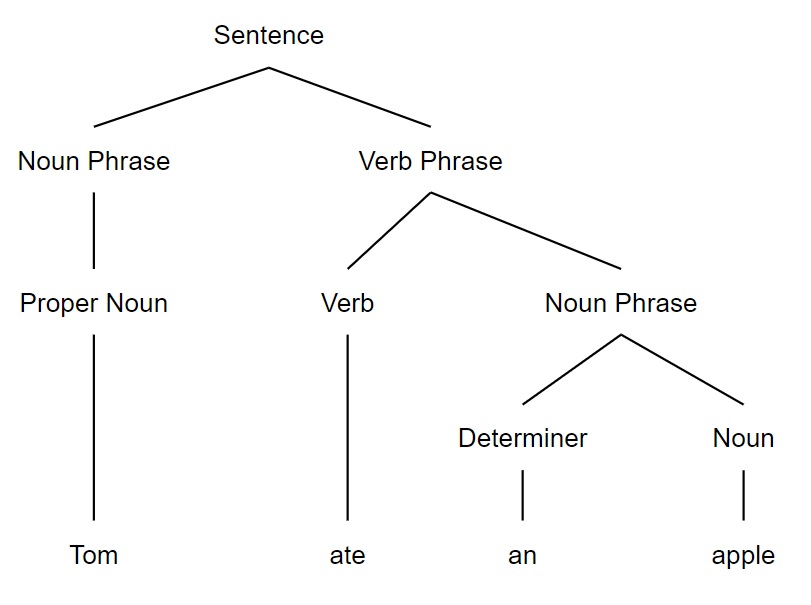 Sentence
Noun Phrase Verb Phrase
Proper Noun Verb Noun Phrase
Determiner Noun
Tom ate an apple